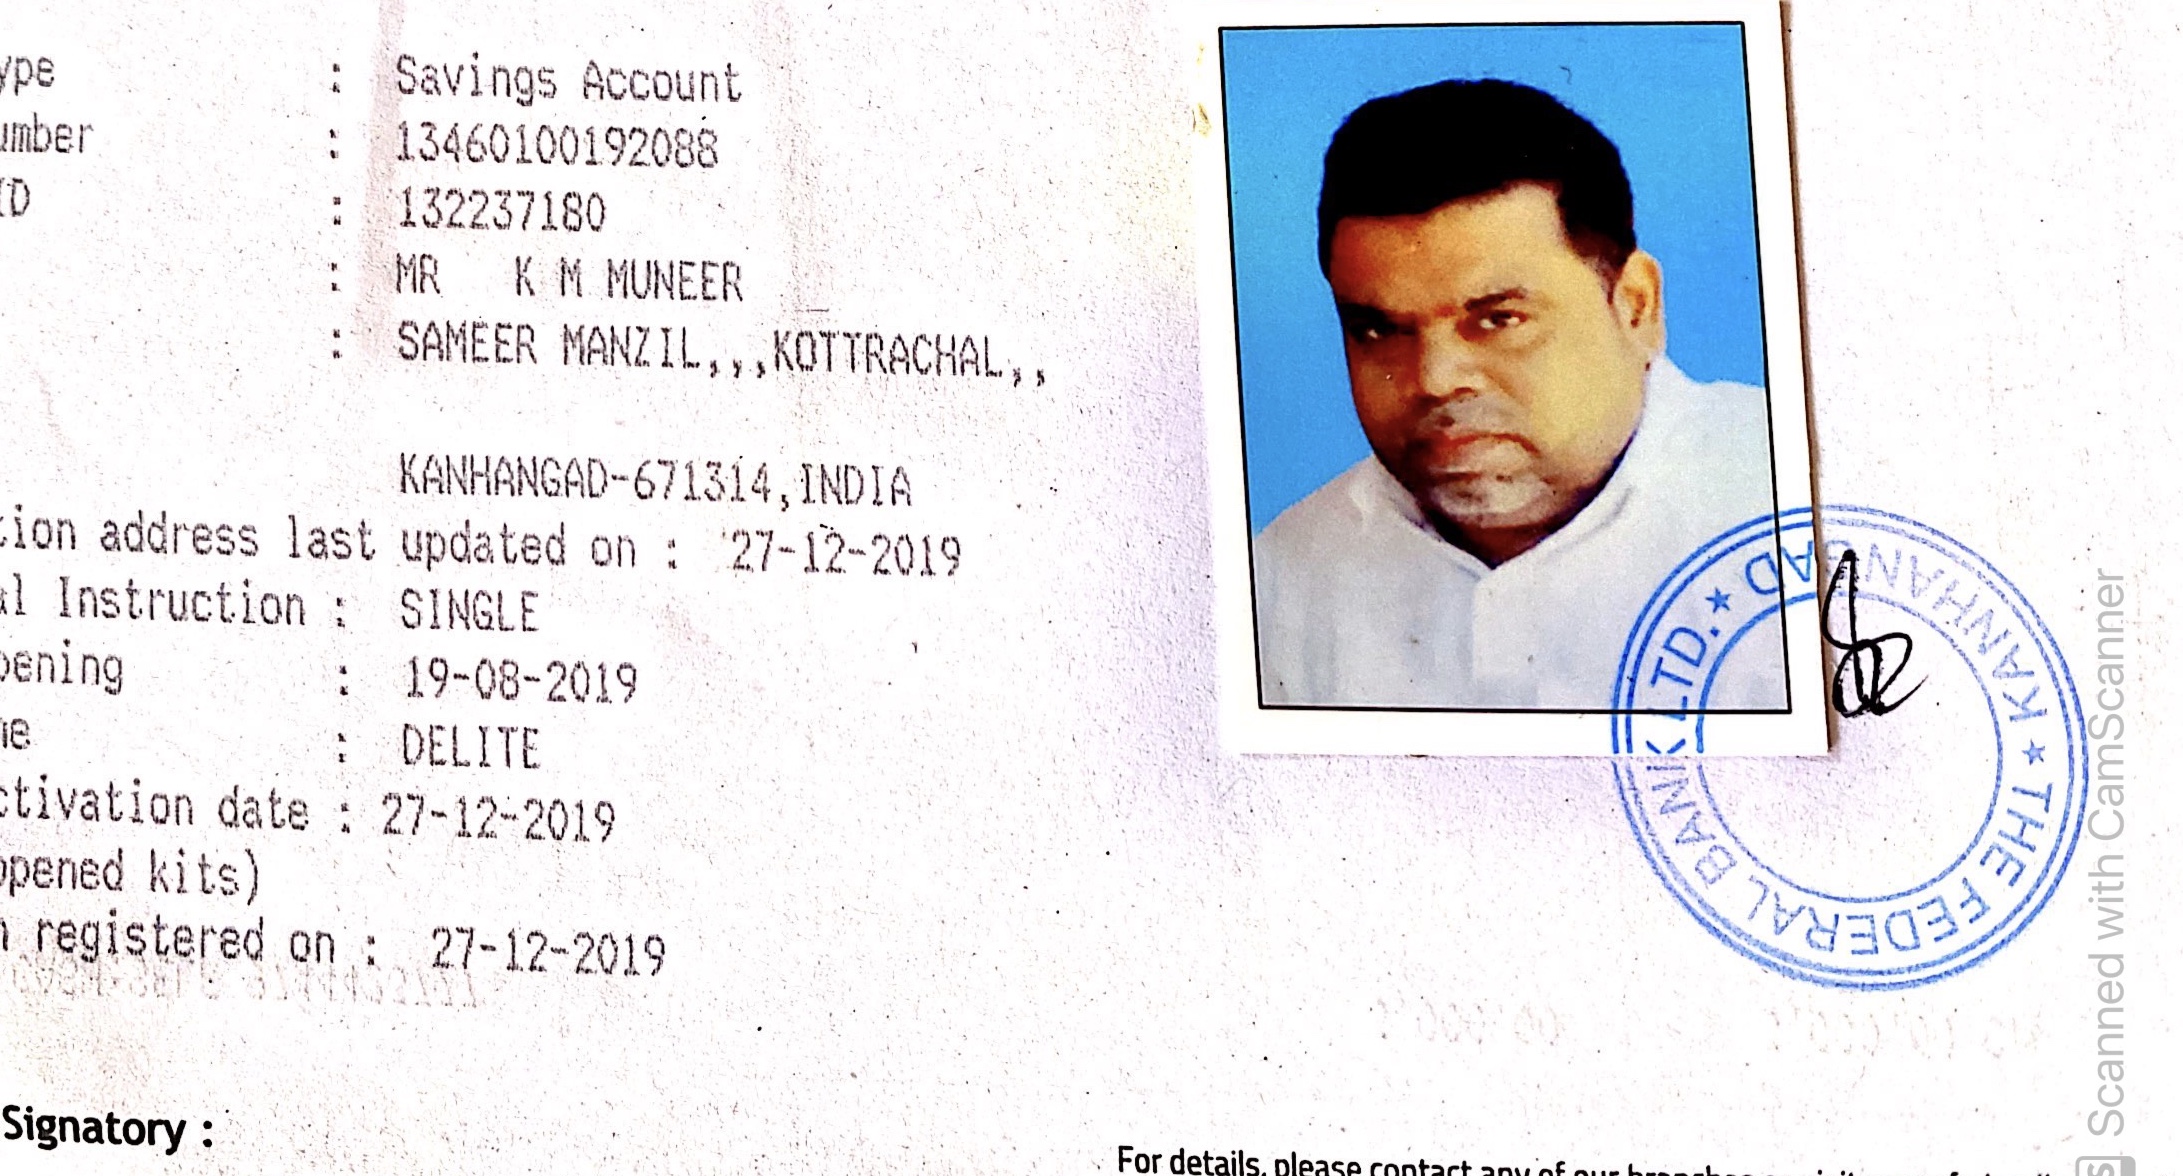 ype : Savings Account
umber : 13460100192088
ID : 132237180
: MR K M MUNEER
: SAMEER MANZIL,,,KOTTRACHAL,,
KANHANGAD-671314,INDIA
tion address last updated on : 27-12-2019
al Instruction : SINGLE
pening : 19-08-2019
me : DELITE
ctivation date : 27-12-2019
opened kits)
n registered on : 27-12-2019
Signatory :
For details, please contact any of our branches
THE FEDERAL BANK LTD. ★ KANHANGAD ★
Scanned with CamScanner